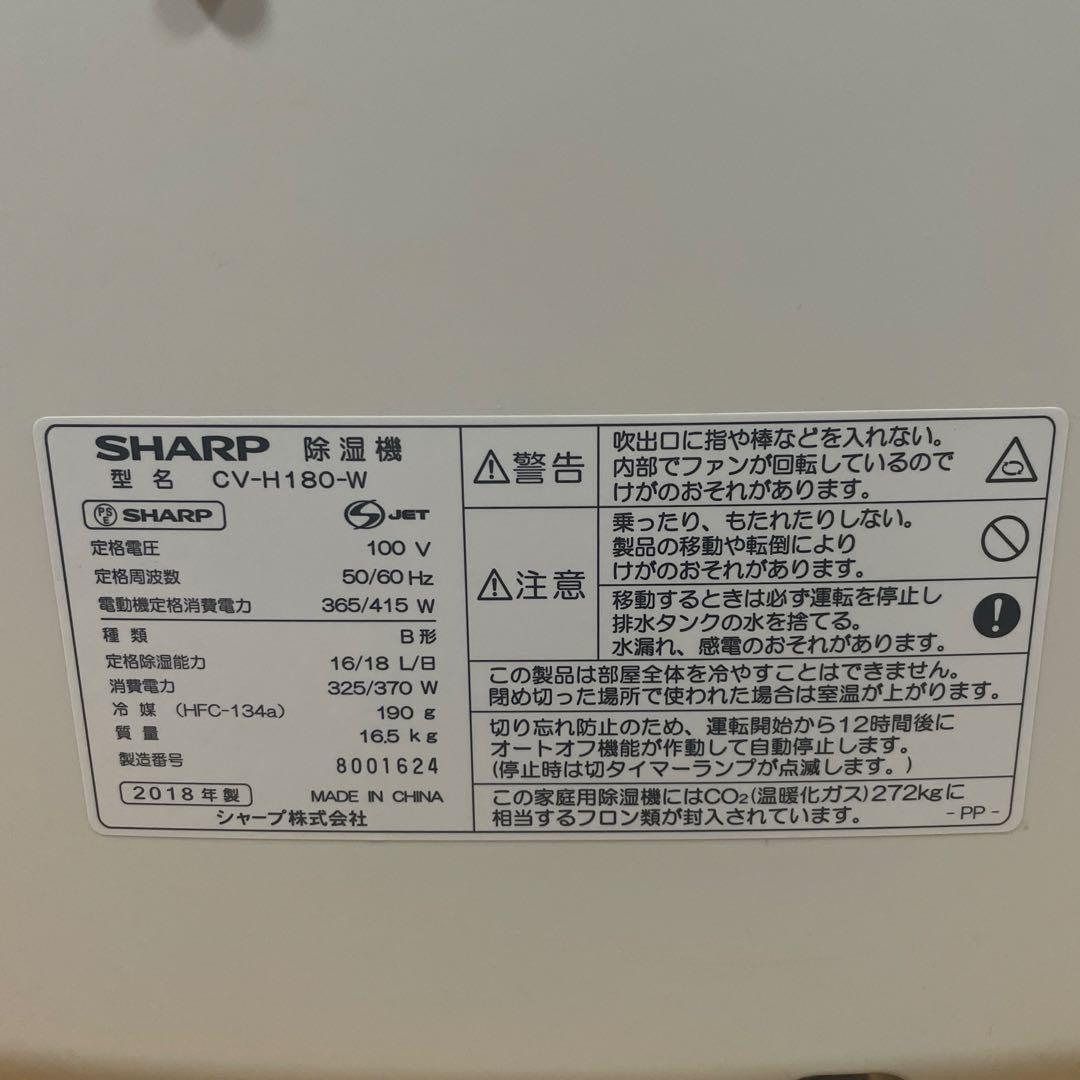 SHARP 除湿機
型名 CV-H180-W
PSE SHARP S JET
定格電圧 100 V
定格周波数 50/60 Hz
電動機定格消費電力 365/415 W
種類 B形
定格除湿能力 16/18 L/日
消費電力 325/370 W
冷媒 (HFC-134a) 190 g
質量 16.5 kg
製造番号 8001624
2018年製 MADE IN CHINA
シャープ株式会社
警告
吹出口に指や棒などを入れない。
内部でファンが回転しているので
けがのおそれがあります。
注意
乗ったり、もたれたりしない。
製品の移動や転倒により
けがのおそれがあります。
移動するときは必ず運転を停止し
排水タンクの水を捨てる。
水漏れ、感電のおそれがあります。
この製品は部屋全体を冷やすことはできません。
閉め切った場所で使われた場合は室温が上がります。
切り忘れ防止のため、運転開始から12時間後に
オートオフ機能が作動して自動停止します。
(停止時は切タイマーランプが点滅します。)
この家庭用除湿機にはCO₂(温暖化ガス)272kgに
相当するフロン類が封入されています。
- PP -